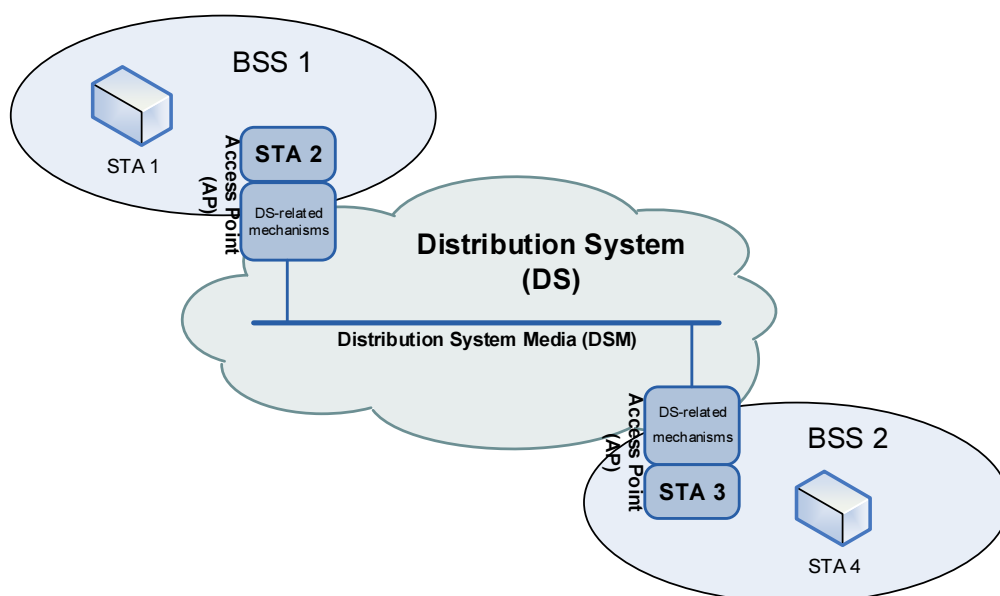 BSS 1
STA 1
Access Point
(AP)
STA 2
DS-related
mechanisms
Distribution System
(DS)
Distribution System Media (DSM)
Access Point
(AP)
DS-related
mechanisms
STA 3
BSS 2
STA 4